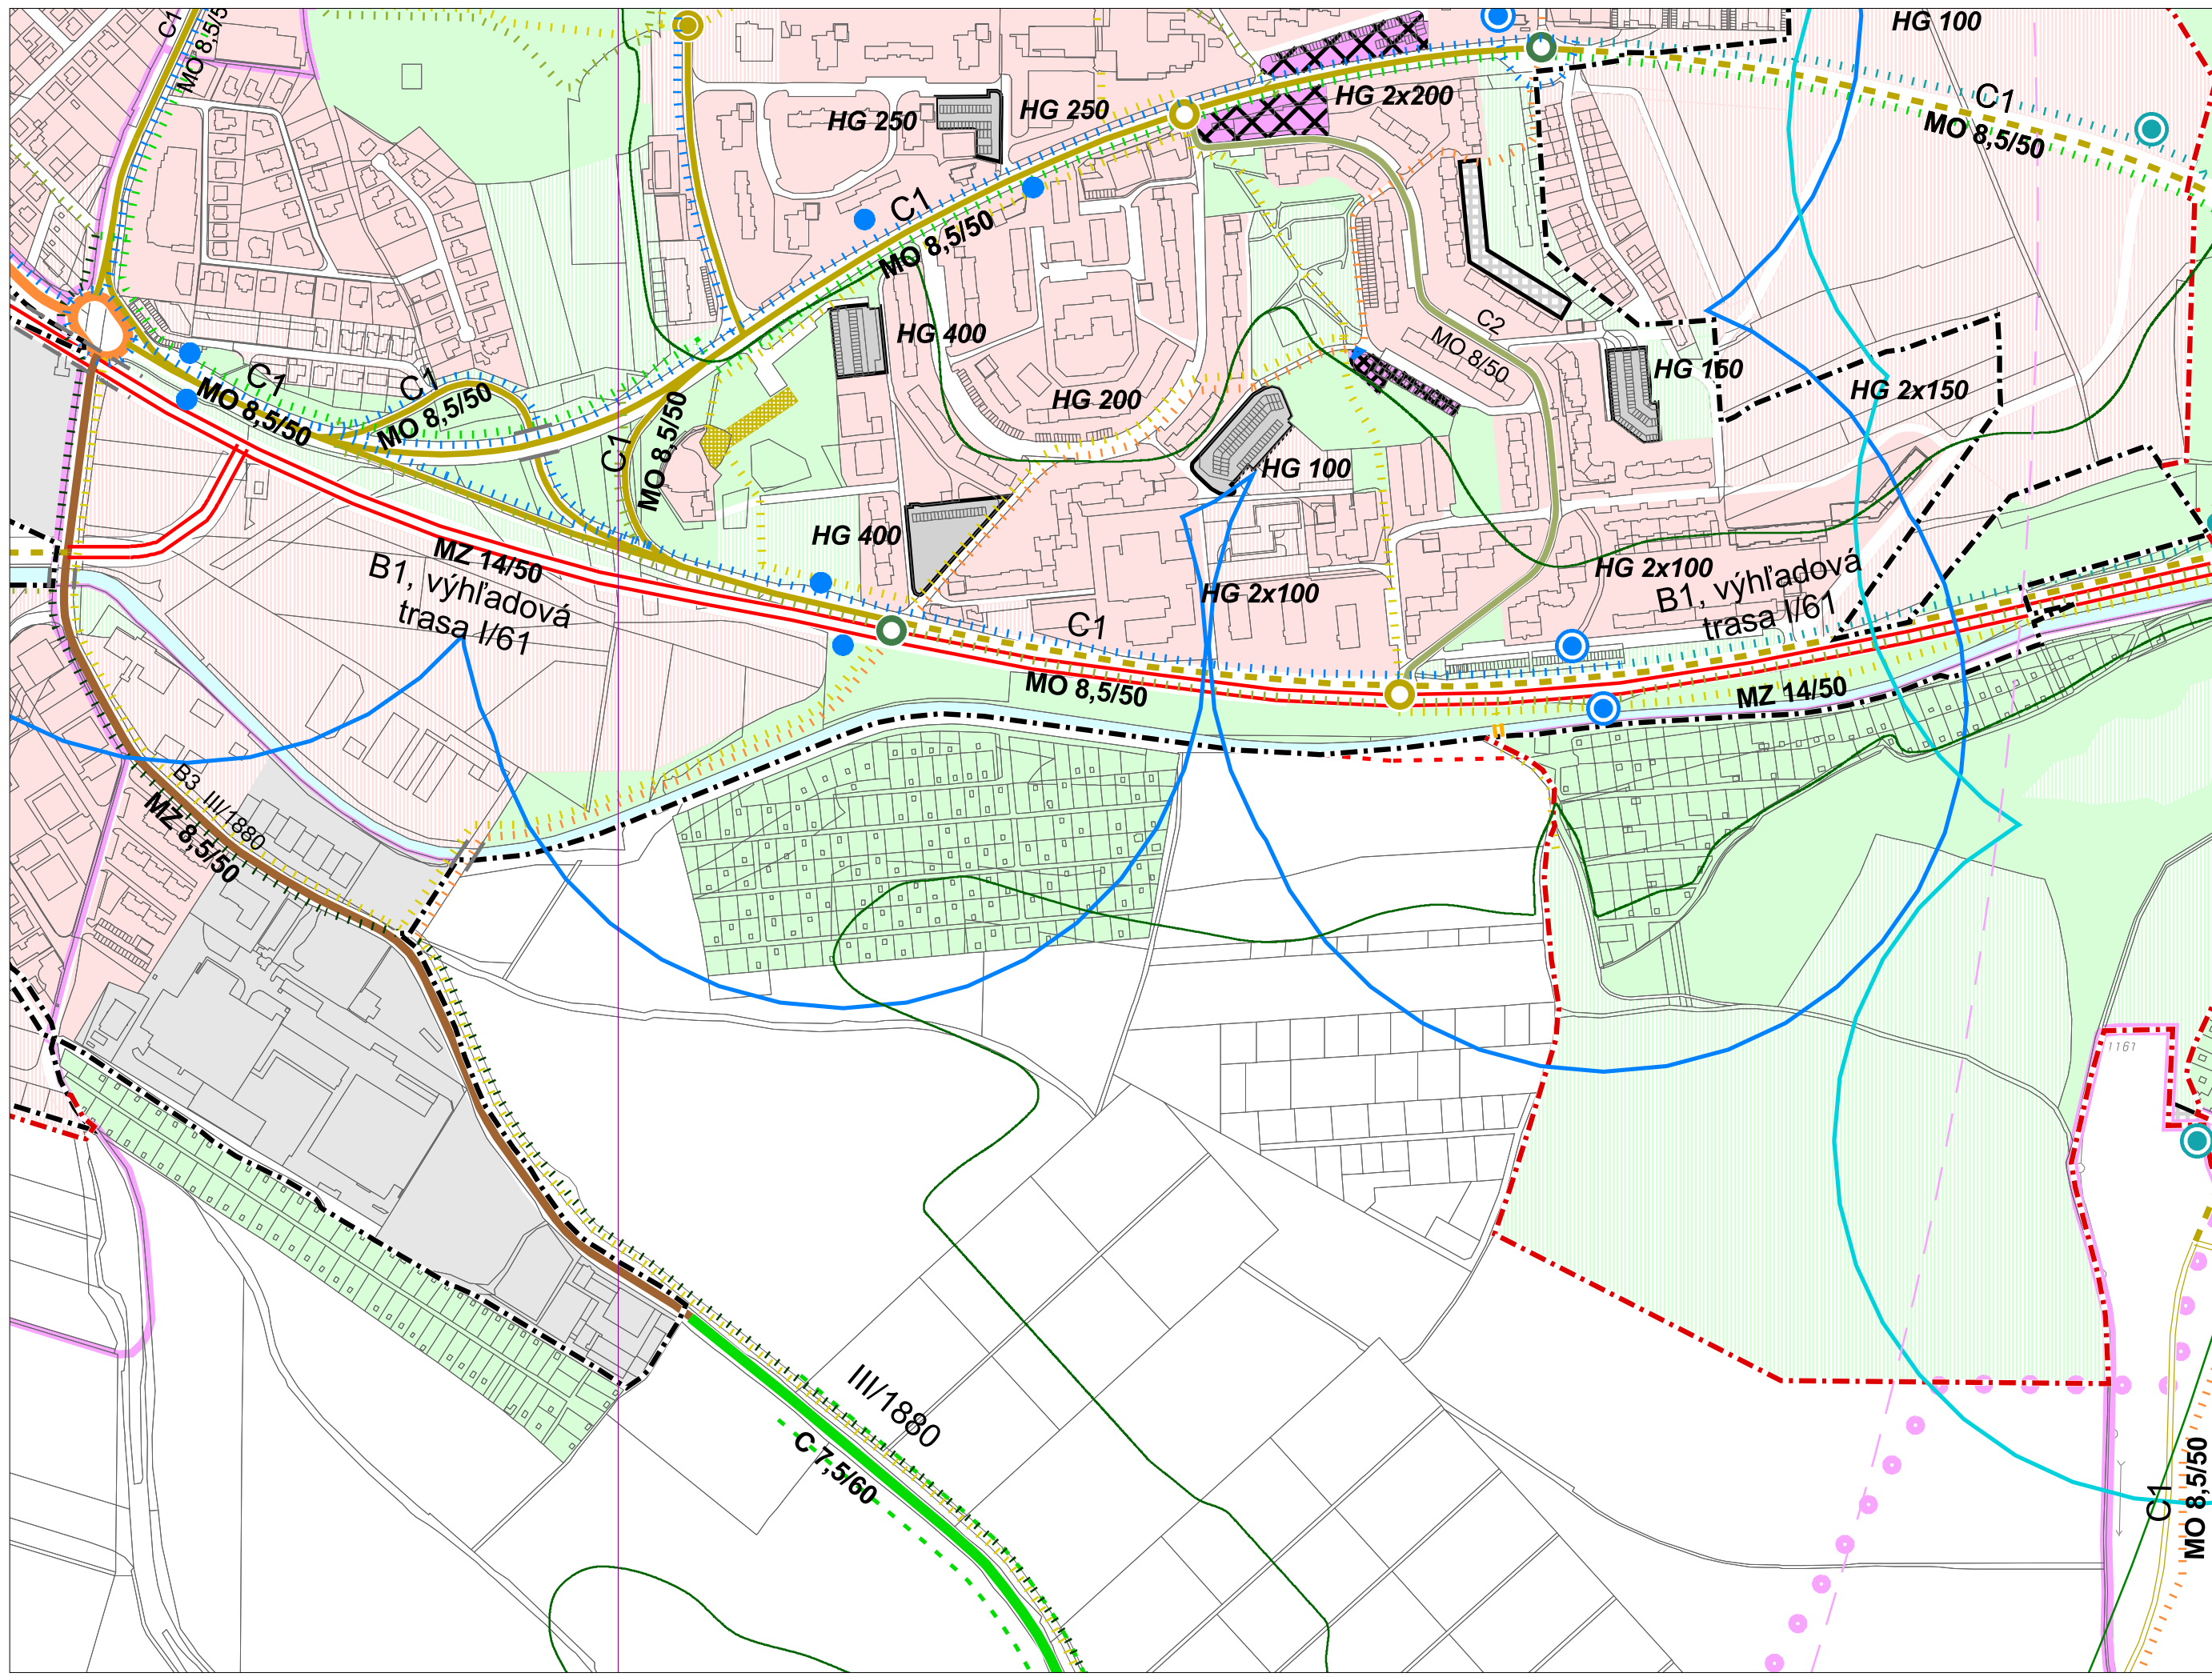 C1
MO 8,5/5
HG 100
HG 250
HG 250
HG 2x200
C1
MO 8,5/50
C1
MO 8,5/50
HG 400
C2
MO 8/50
HG 160
HG 2x150
C1
MO 8,5/50
C1
MO 8,5/50
HG 200
C1
MO 8,5/50
HG 100
HG 400
MZ 14/50
B1, výhľadová
trasa I/61
HG 2x100
HG 2x100
B1, výhľadová
trasa I/61
C1
MO 8,5/50
MZ 14/50
B3 III/1880
MZ 8,5/50
1161
III/1880
C 7,5/60
C1
MO 8,5/50